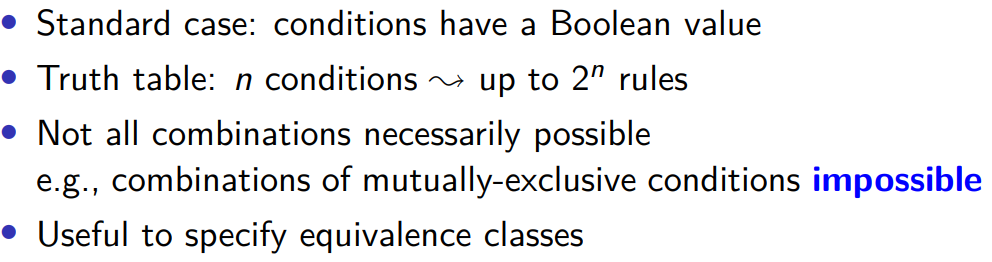 • Standard case: conditions have a Boolean value
• Truth table: n conditions ⇝ up to 2ⁿ rules
• Not all combinations necessarily possible
e.g., combinations of mutually-exclusive conditions impossible
• Useful to specify equivalence classes